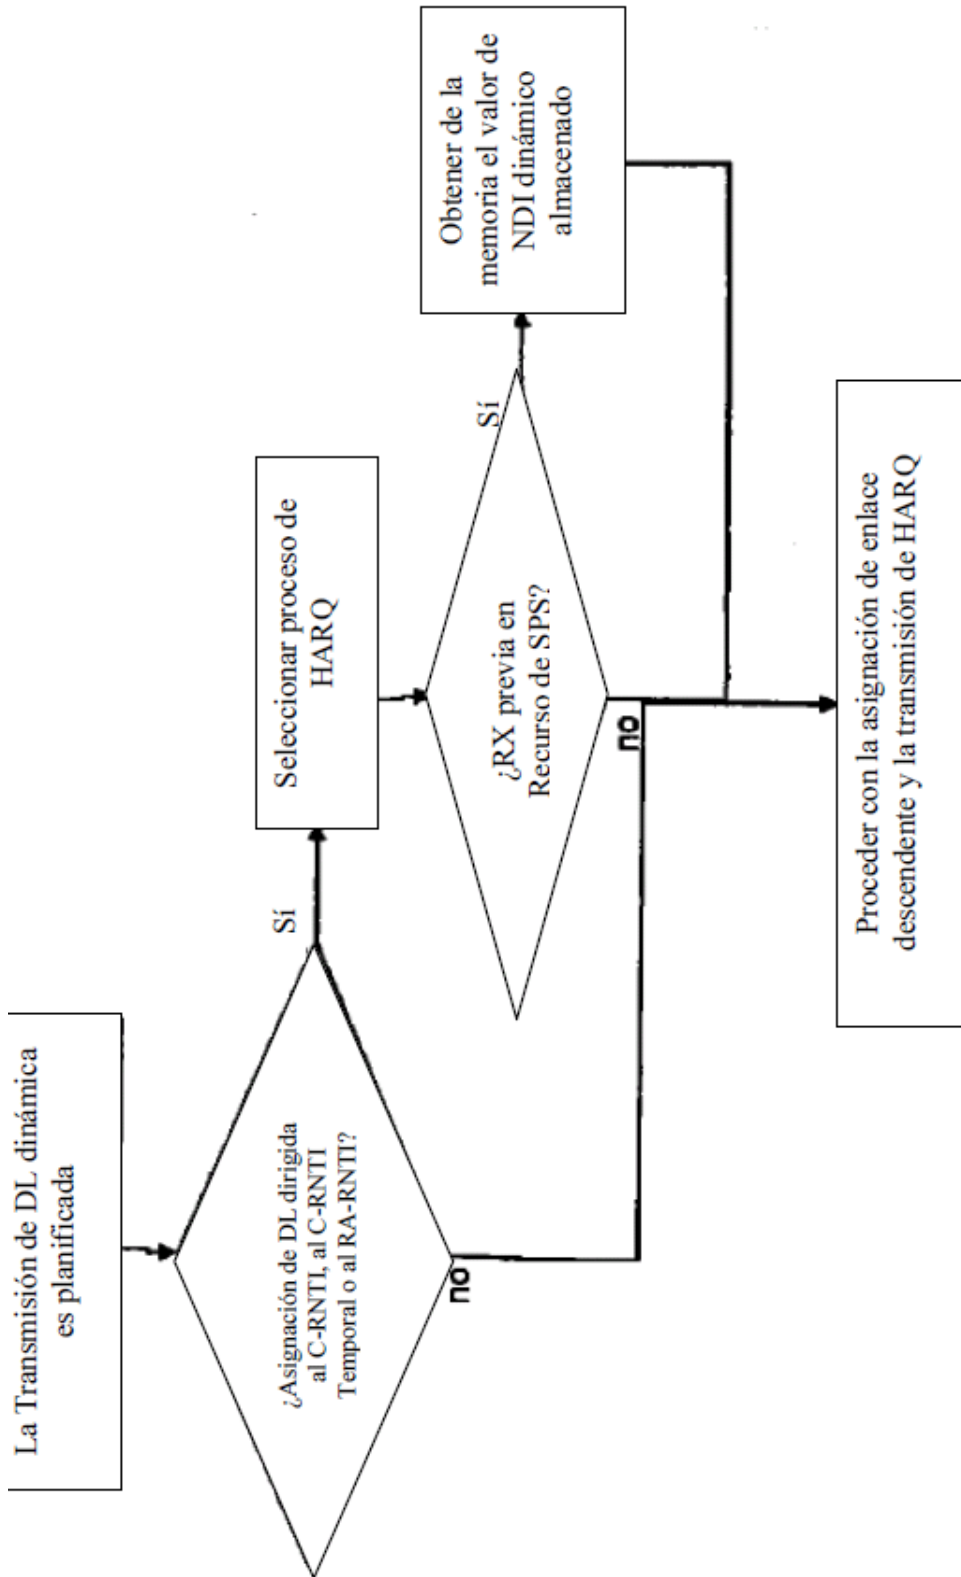 La Transmisión de DL dinámica
es planificada
¿Asignación de DL dirigida
al C-RNTI, al C-RNTI
Temporal o al RA-RNTI?
Sí
no
Seleccionar proceso de
HARQ
¿RX previa en
Recurso de SPS?
Sí
no
Obtener de la
memoria el valor de
NDI dinámico
almacenado
Proceder con la asignación de enlace
descendente y la transmisión de HARQ